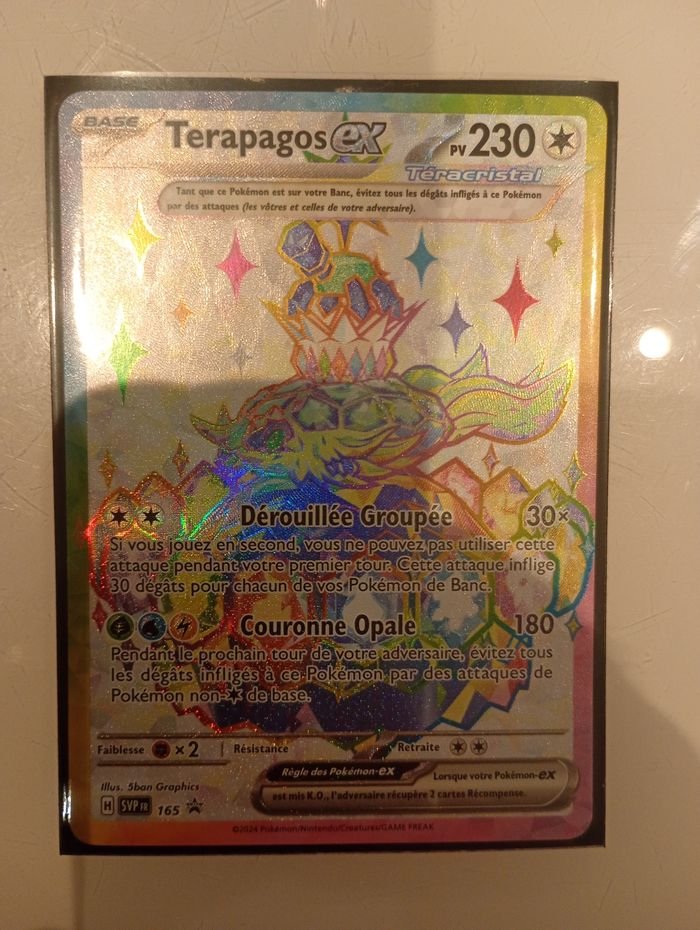 BASE Terapagos ex PV 230
Téracristal
Tant que ce Pokémon est sur votre Banc, évitez tous les dégâts infligés à ce Pokémon
par des attaques (les vôtres et celles de votre adversaire).
Dérouillée Groupée 30×
Si vous jouez en second, vous ne pouvez pas utiliser cette
attaque pendant votre premier tour. Cette attaque inflige
30 dégâts pour chacun de vos Pokémon de Banc.
Couronne Opale 180
Pendant le prochain tour de votre adversaire, évitez tous
les dégâts infligés à ce Pokémon par des attaques de
Pokémon non- de base.
Faiblesse ×2 Résistance Retraite
Règle des Pokémon-ex Lorsque votre Pokémon-ex
est mis K.O., l'adversaire récupère 2 cartes Récompense.
Illus. 5ban Graphics
H SVP FR 165
©2024 Pokémon/Nintendo/Creatures/GAME FREAK